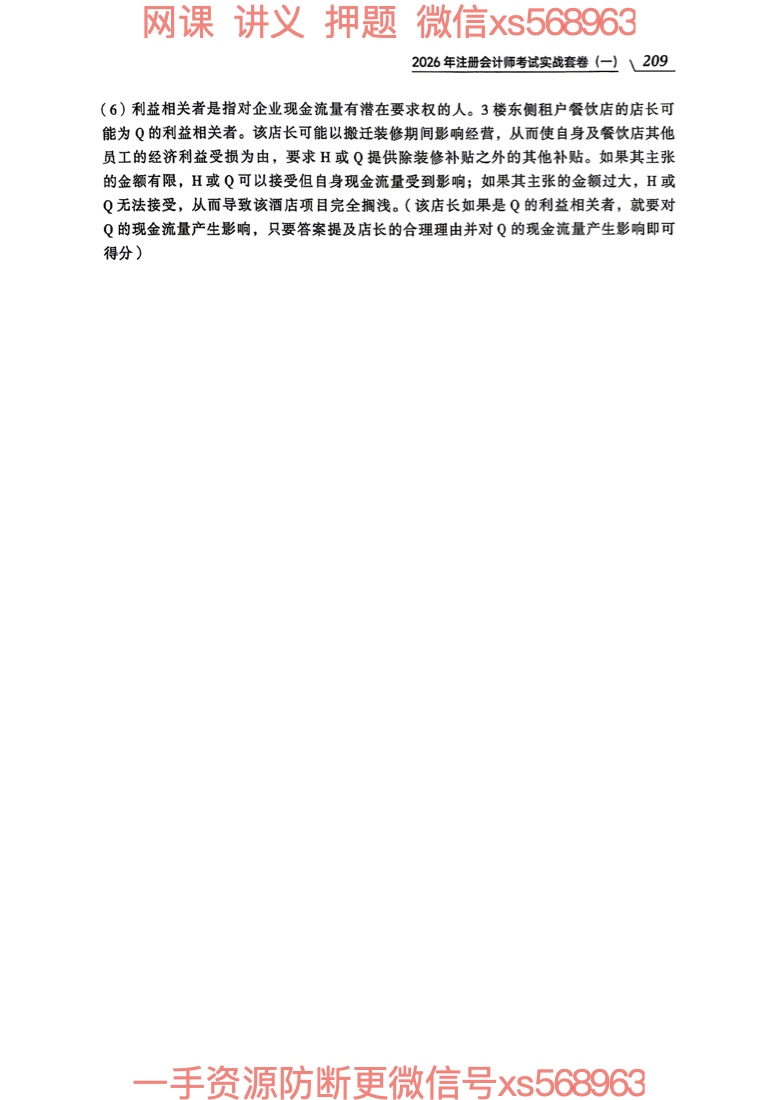 网课 讲义 押题 微信xs568963
2026年注册会计师考试实战套卷（一） 209
（6）利益相关者是指对企业现金流量有潜在要求权的人。3楼东侧租户餐饮店的店长可
能为Q的利益相关者。该店长可能以搬迁装修期间影响经营，从而使自身及餐饮店其他
员工的经济利益受损为由，要求H或Q提供除装修补贴之外的其他补贴。如果其主张
的金额有限，H或Q可以接受但自身现金流量受到影响；如果其主张的金额过大，H或
Q无法接受，从而导致该酒店项目完全搁浅。（该店长如果是Q的利益相关者，就要对
Q的现金流量产生影响，只要答案提及店长的合理理由并对Q的现金流量产生影响即可
得分）
一手资源防断更微信号xs568963